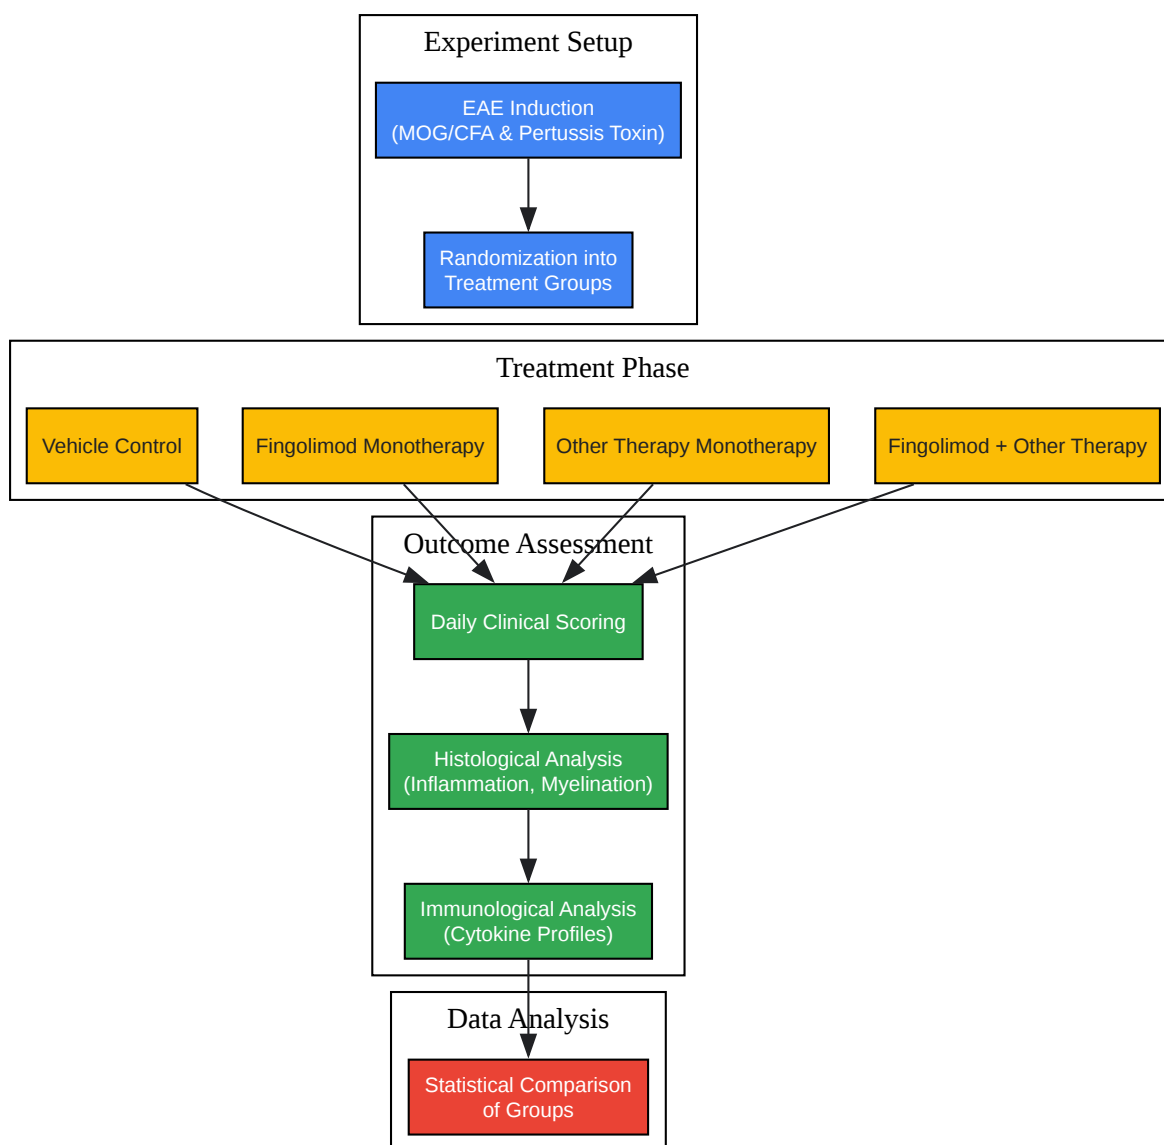 Experiment Setup
EAE Induction
(MOG/CFA & Pertussis Toxin)
Randomization into
Treatment Groups
Treatment Phase
Vehicle Control
Fingolimod Monotherapy
Other Therapy Monotherapy
Fingolimod + Other Therapy
Outcome Assessment
Daily Clinical Scoring
Histological Analysis
(Inflammation, Myelination)
Immunological Analysis
(Cytokine Profiles)
Data Analysis
Statistical Comparison
of Groups